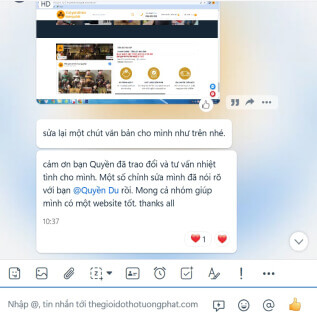 HD
sửa lại một chút văn bản cho mình như trên nhé.
cảm ơn bạn Quyền đã trao đổi và tư vấn nhiệt
tình cho mình. Một số chỉnh sửa mình đã nói rõ
với bạn @Quyền Du rồi. Mong cả nhóm giúp
mình có một website tốt. thanks all
10:37
1
Nhập @, tin nhắn tới thegioidothotuongphat.com